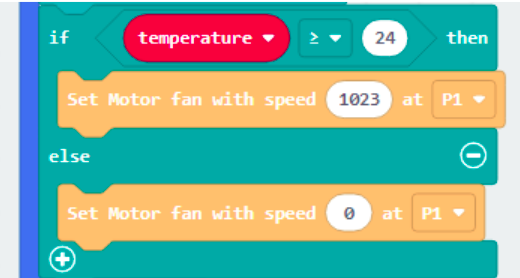 if temperature ≥ 24 then
Set Motor fan with speed 1023 at P1
else
Set Motor fan with speed 0 at P1